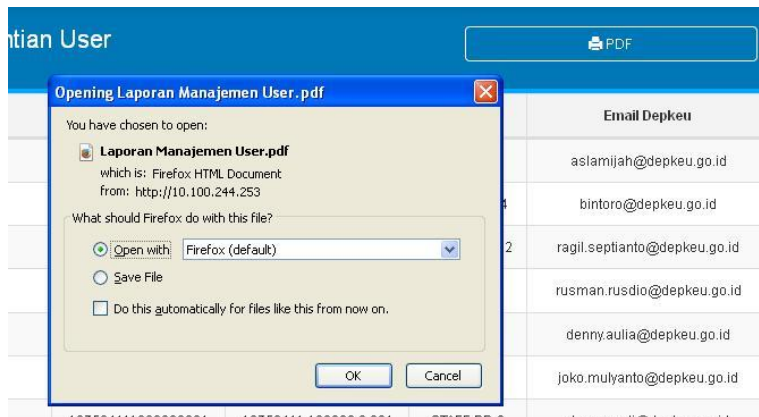 ntian User
PDF
Opening Laporan Manajemen User.pdf
Email Depkeu
You have chosen to open:
Laporan Manajemen User.pdf
which is: Firefox HTML Document
from: http://10.100.244.253
aslamijah@depkeu.go.id
4
bintoro@depkeu.go.id
What should Firefox do with this file?
Open with
Firefox (default)
2
ragil.septianto@depkeu.go.id
Save File
rusman.rusdio@depkeu.go.id
Do this automatically for files like this from now on.
denny.aulia@depkeu.go.id
OK
Cancel
joko.mulyanto@depkeu.go.id